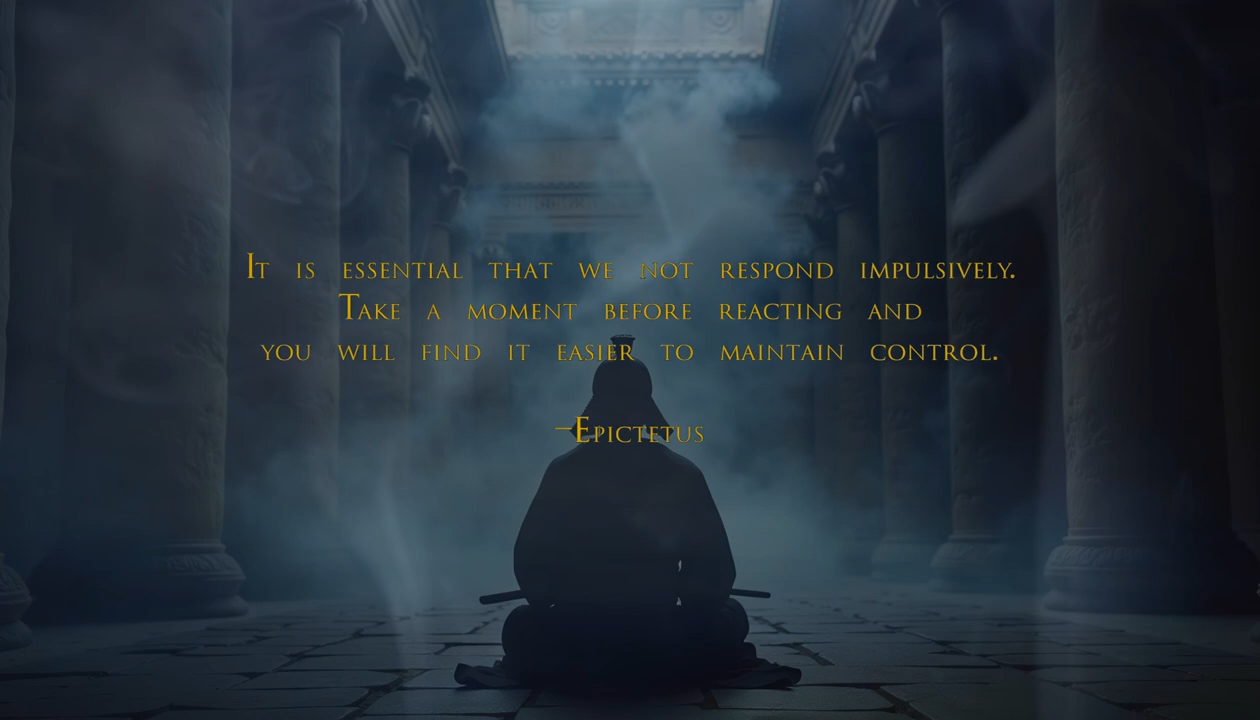 It is essential that we not respond impulsively.
Take a moment before reacting and
you will find it easier to maintain control.
–Epictetus